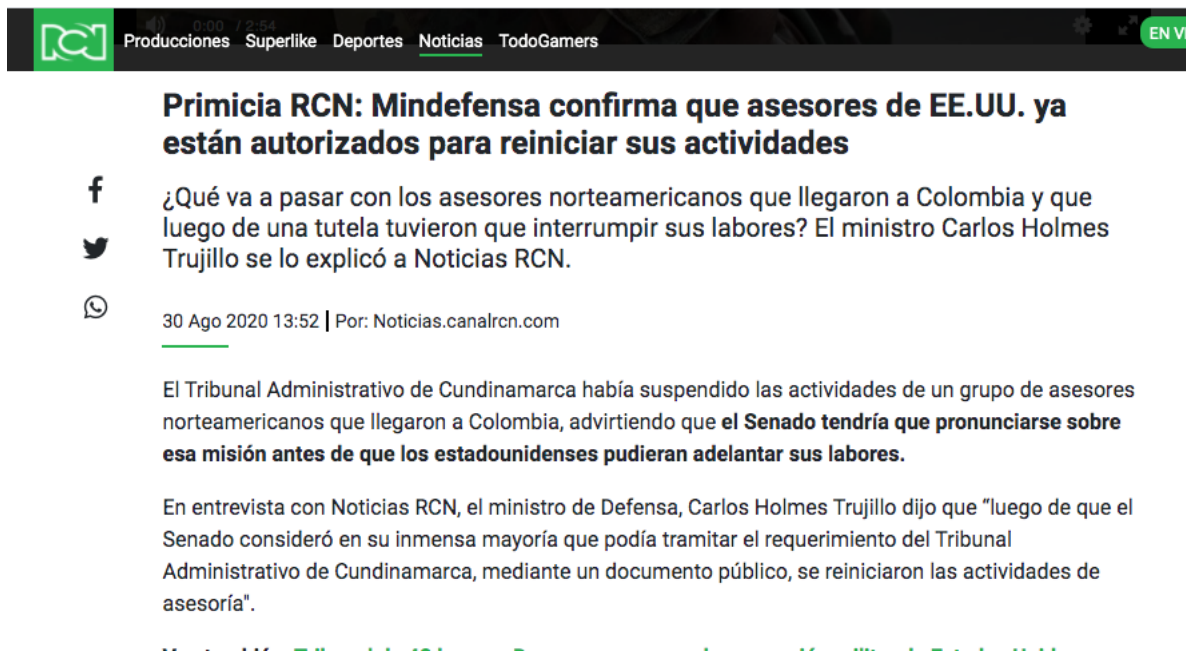 0:00 / 2:54
RCN Producciones Superlike Deportes Noticias TodoGamers EN
Primicia RCN: Mindefensa confirma que asesores de EE.UU. ya
están autorizados para reiniciar sus actividades
¿Qué va a pasar con los asesores norteamericanos que llegaron a Colombia y que
luego de una tutela tuvieron que interrumpir sus labores? El ministro Carlos Holmes
Trujillo se lo explicó a Noticias RCN.
30 Ago 2020 13:52 | Por: Noticias.canalrcn.com
El Tribunal Administrativo de Cundinamarca había suspendido las actividades de un grupo de asesores
norteamericanos que llegaron a Colombia, advirtiendo que el Senado tendría que pronunciarse sobre
esa misión antes de que los estadounidenses pudieran adelantar sus labores.
En entrevista con Noticias RCN, el ministro de Defensa, Carlos Holmes Trujillo dijo que “luego de que el
Senado consideró en su inmensa mayoría que podía tramitar el requerimiento del Tribunal
Administrativo de Cundinamarca, mediante un documento público, se reiniciaron las actividades de
asesoría".